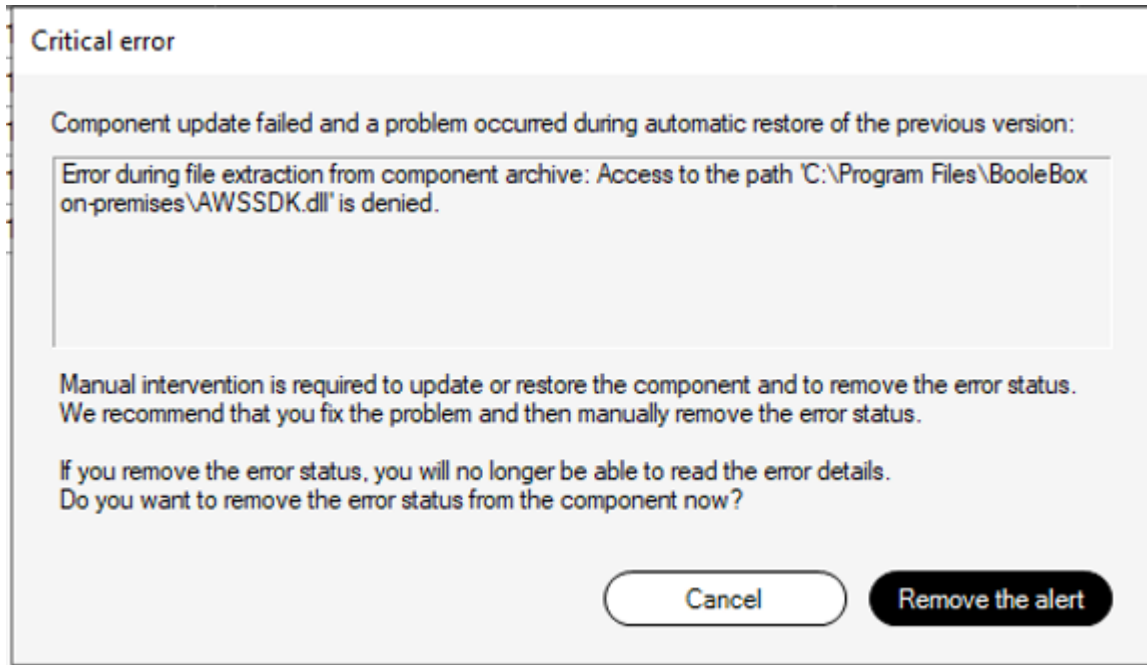 Critical error
Component update failed and a problem occurred during automatic restore of the previous version:
Error during file extraction from component archive: Access to the path 'C:\Program Files\BooleBox
on-premises\AWSSDK.dll' is denied.
Manual intervention is required to update or restore the component and to remove the error status.
We recommend that you fix the problem and then manually remove the error status.
If you remove the error status, you will no longer be able to read the error details.
Do you want to remove the error status from the component now?
Cancel
Remove the alert